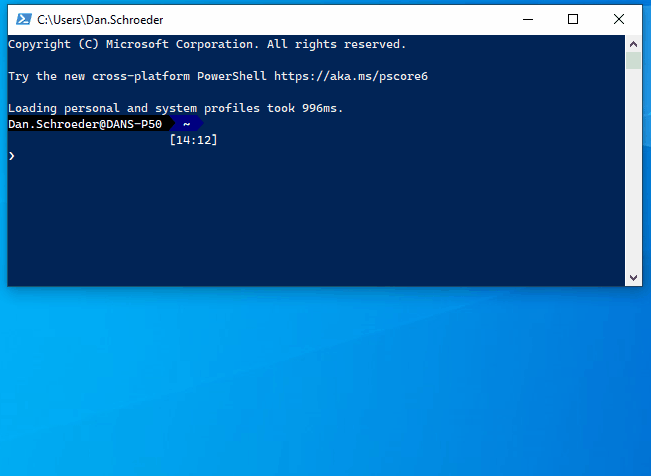 C:\Users\Dan.Schroeder
Copyright (C) Microsoft Corporation. All rights reserved.
Try the new cross-platform PowerShell https://aka.ms/pscore6
Loading personal and system profiles took 996ms.
Dan.Schroeder@DANS-P50 ~
[14:12]
❯